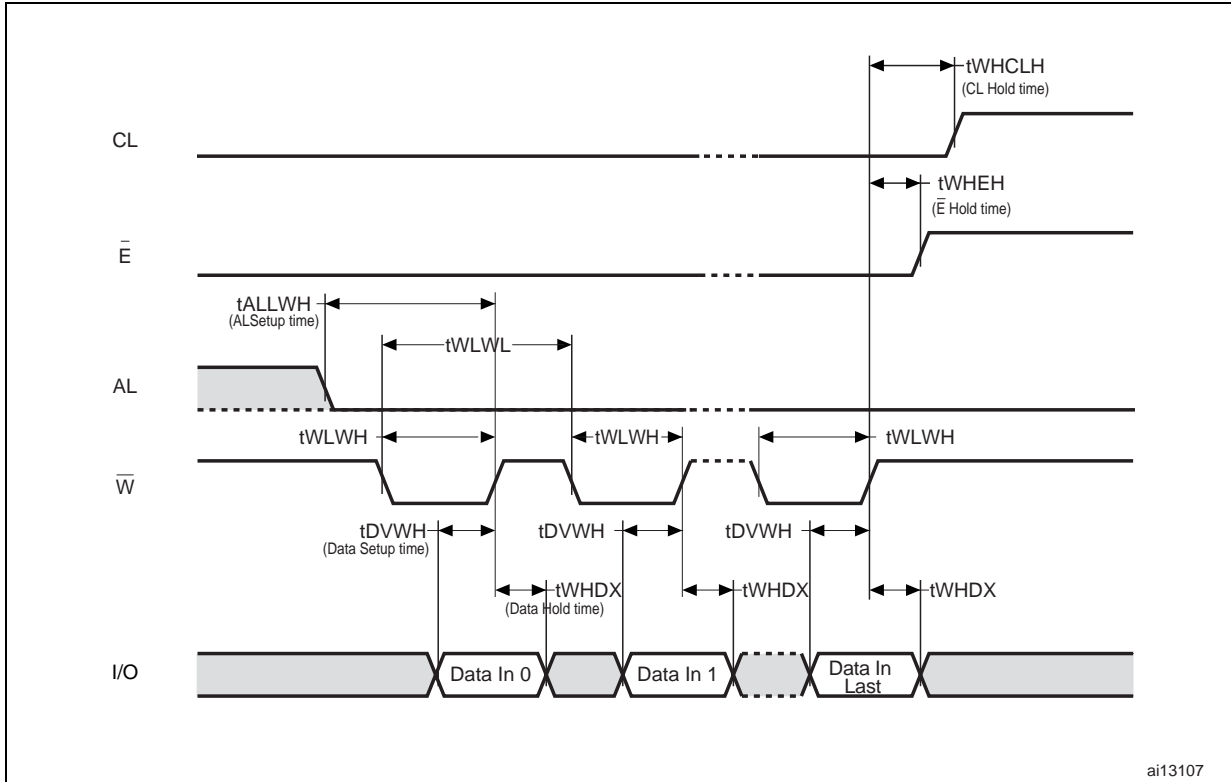 tWHCLH
(CL Hold time)
CL
tWHEH
(E̅ Hold time)
E̅
tALLWH
(ALSetup time)
tWLWL
AL
tWLWH
tWLWH
tWLWH
W̅
tDVWH
(Data Setup time)
tDVWH
tDVWH
tWHDX
(Data Hold time)
tWHDX
tWHDX
I/O
Data In 0
Data In 1
Data In
Last
ai13107